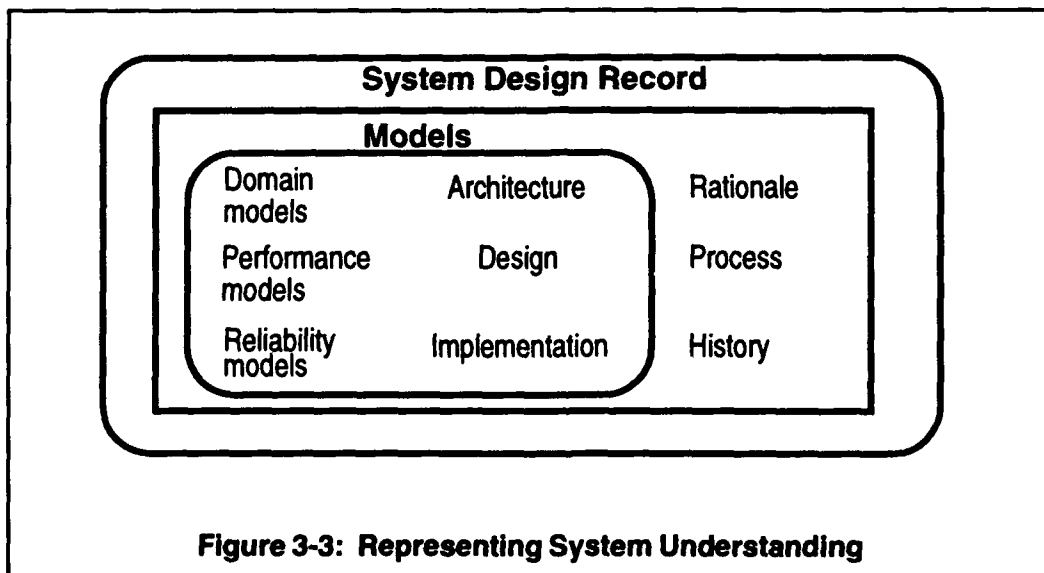 System Design Record
Models
Domain models
Architecture
Rationale
Performance models
Design
Process
Reliability models
Implementation
History
Figure 3-3: Representing System Understanding